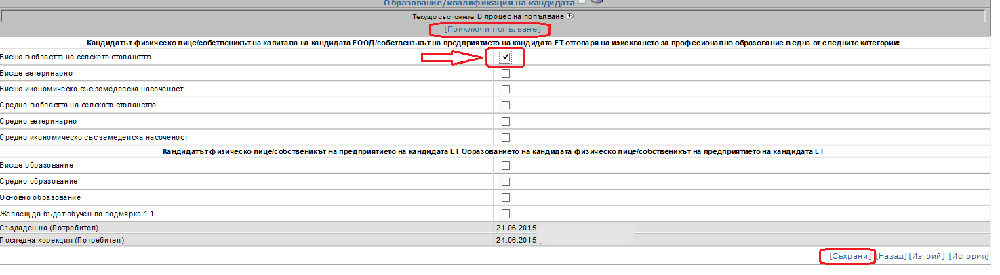 Образование/квалификация на кандидата
Текущо състояние: В процес на попълване
[Приключи попълване]
Кандидатът физическо лице/собственикът на капитала на кандидата ЕООД/собственъкът на предприятието на кандидата ЕТ отговаря на изискването за професионално образование в една от следните категории:
Висше в областта на селското стопанство
Висше ветеринарно
Висше икономическо със земеделска насоченост
Средно в областта на селското стопанство
Средно ветеринарно
Средно икономическо със земеделска насоченост
Кандидатът физическо лице/собственикът на предприятието на кандидата ЕТ Образованието на кандидата физическо лице/собственикът на предприятието на кандидата ЕТ
Висше образование
Средно образование
Основно образование
Желаещ да бъдат обучен по подмярка 1.1
Създаден на (Потребител) 21.06.2015
Последна корекция (Потребител) 24.06.2015
[Съхрани] [Назад] [Изтрий] [История]